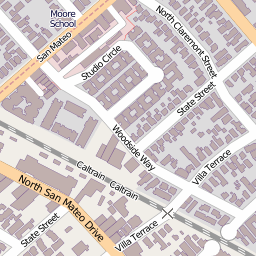 Moore
School
San Mateo
North Claremont
Street
Studio Circle
State Street
Woodside Way
Caltrain
Caltrain
Villa Terrace
North San Mateo
Drive
State Street
Villa Terrace